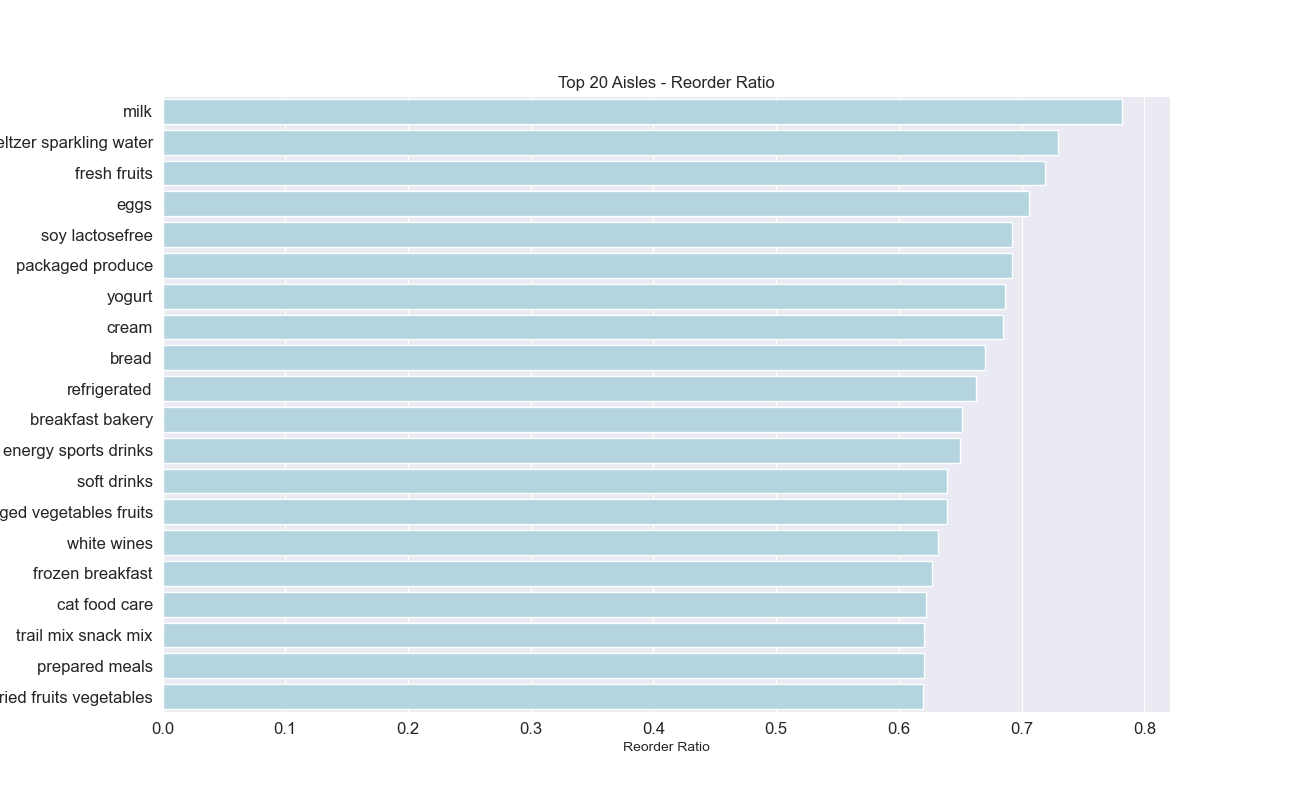 Top 20 Aisles - Reorder Ratio
milk
sparkling water
fresh fruits
eggs
soy lactosefree
packaged produce
yogurt
cream
bread
refrigerated
breakfast bakery
energy sports drinks
soft drinks
vegetables fruits
white wines
frozen breakfast
cat food care
trail mix snack mix
prepared meals
fruits vegetables
0.0 0.1 0.2 0.3 0.4 0.5 0.6 0.7 0.8
Reorder Ratio